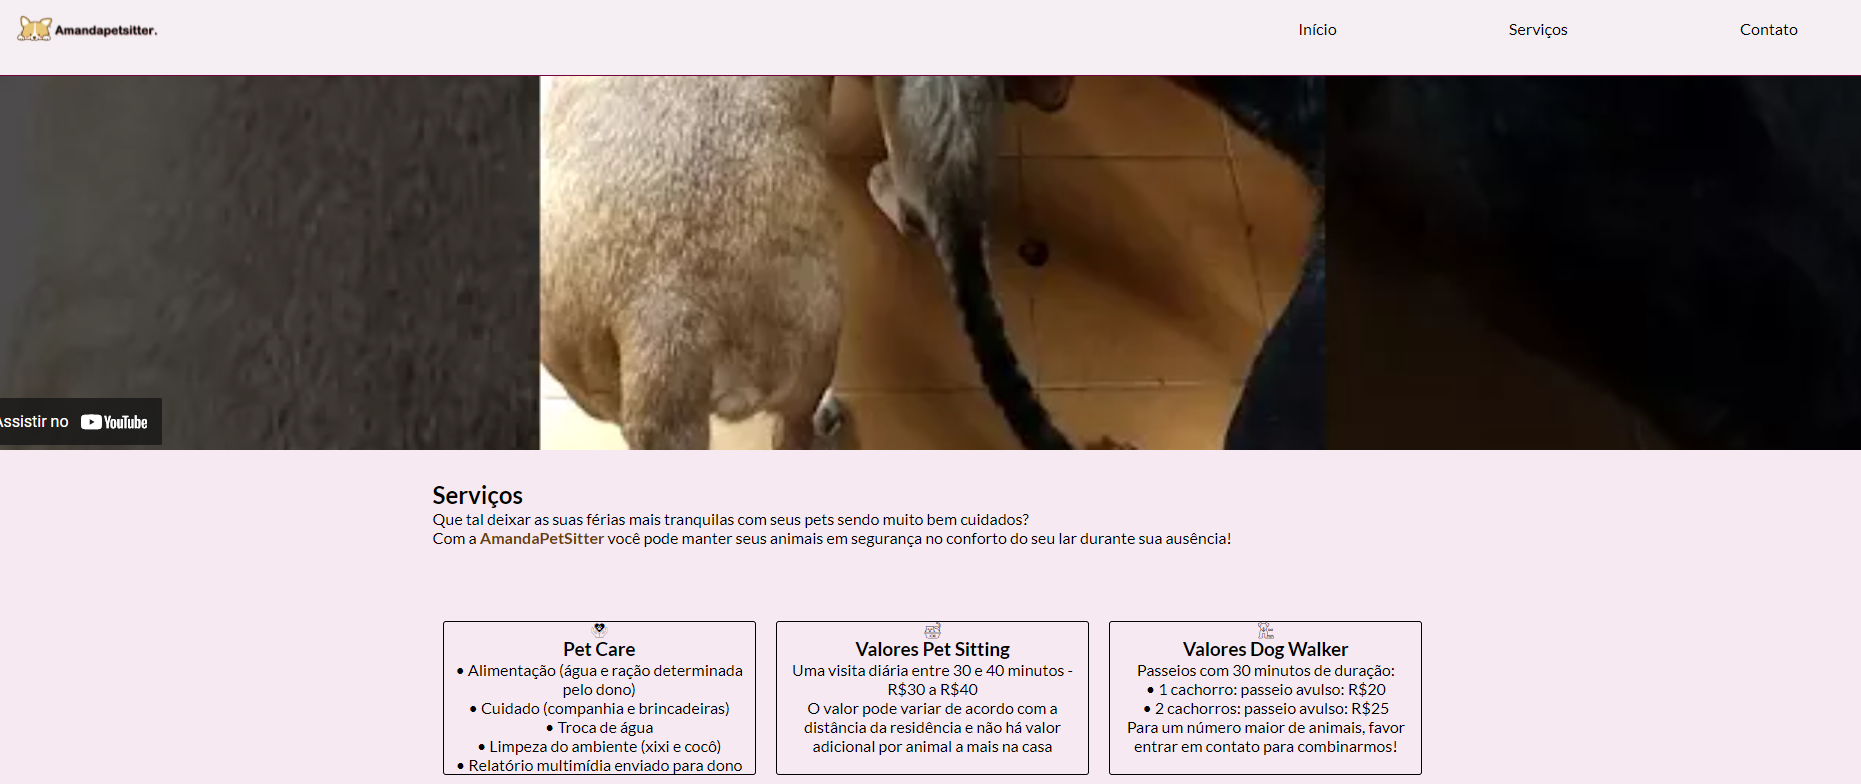 Amandapetsitter.
Início Serviços Contato
Assistir no YouTube
Serviços
Que tal deixar as suas férias mais tranquilas com seus pets sendo muito bem cuidados?
Com a AmandaPetSitter você pode manter seus animais em segurança no conforto do seu lar durante sua ausência!
Pet Care
• Alimentação (água e ração determinada
pelo dono)
• Cuidado (companhia e brincadeiras)
• Troca de água
• Limpeza do ambiente (xixi e cocô)
• Relatório multimídia enviado para dono
Valores Pet Sitting
Uma visita diária entre 30 e 40 minutos -
R$30 a R$40
O valor pode variar de acordo com a
distância da residência e não há valor
adicional por animal a mais na casa
Valores Dog Walker
Passeios com 30 minutos de duração:
• 1 cachorro: passeio avulso: R$20
• 2 cachorros: passeio avulso: R$25
Para um número maior de animais, favor
entrar em contato para combinarmos!